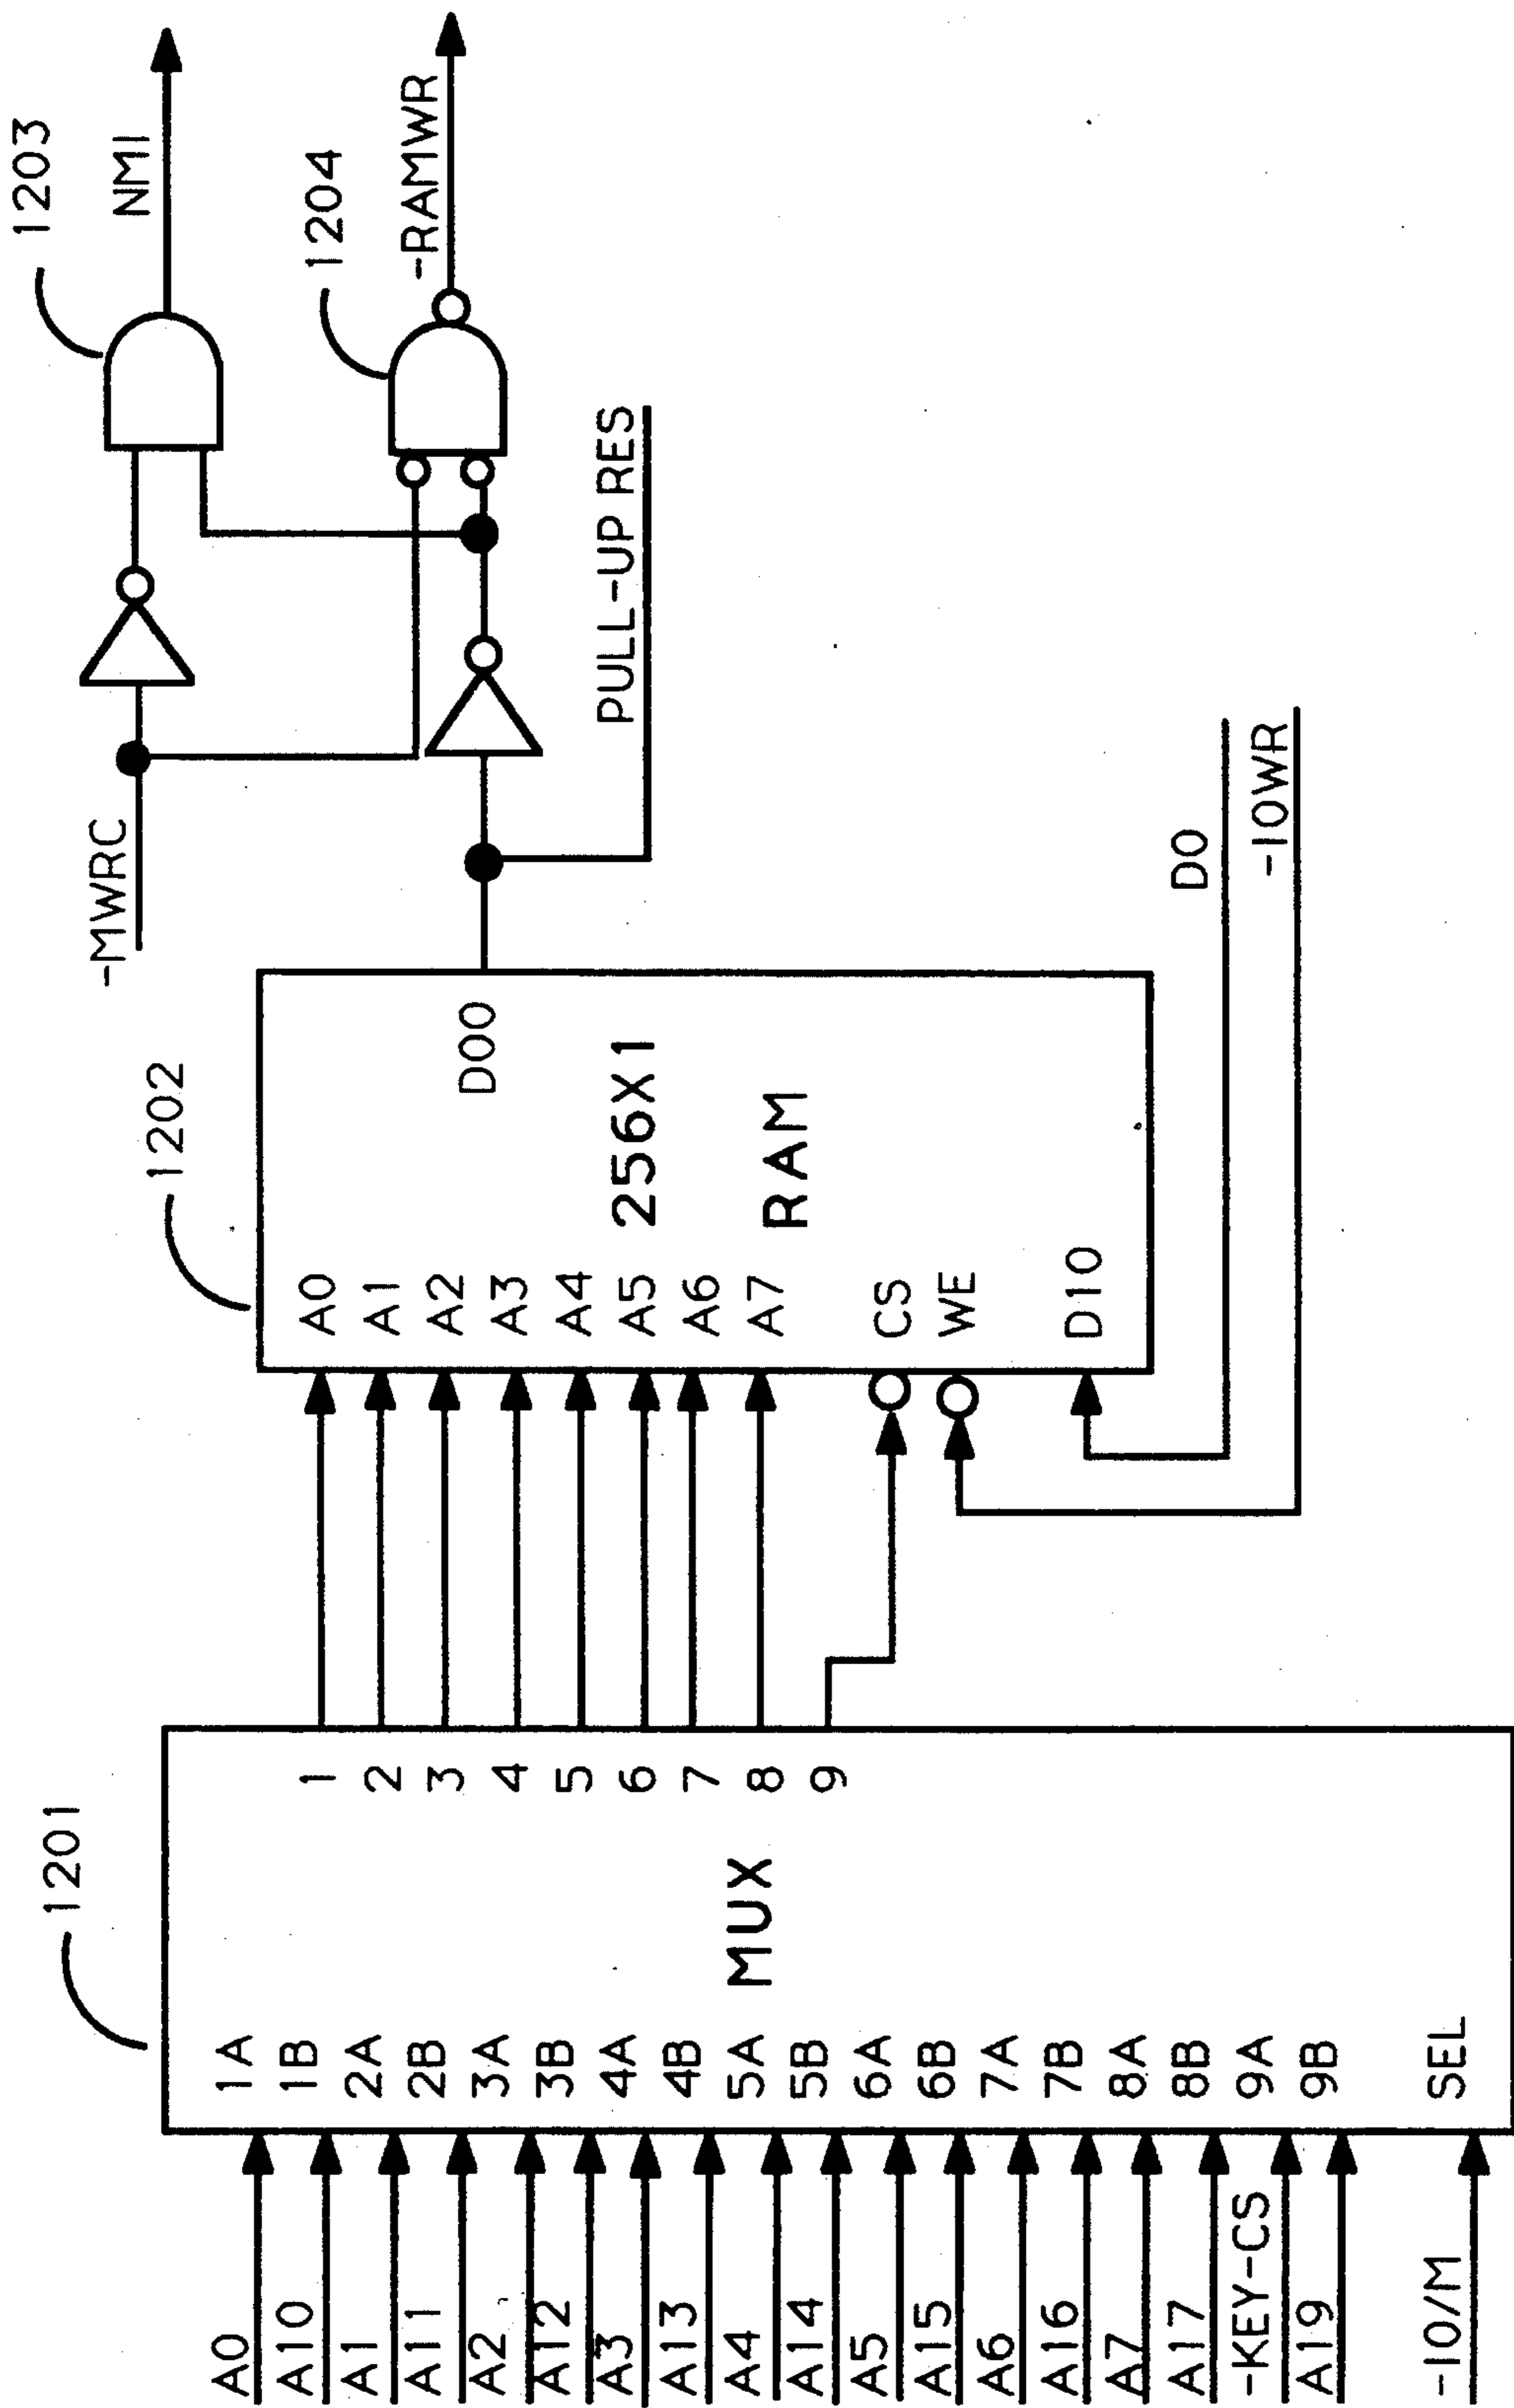 A0
A10
A1
A11
A2
A12
A3
A13
A4
A14
A5
A15
A6
A16
A7
A17
-KEY-CS
A19
-IO/M
1201
1A
1B
2A
2B
3A
3B
4A
4B
5A
5B
6A
6B
7A
7B
8A
8B
9A
9B
SEL
MUX
1
2
3
4
5
6
7
8
9
1202
A0
A1
A2
A3
A4
A5
A6
A7
CS
WE
DI0
256X1
RAM
DO0
D0
-IOWR
-MWRC
PULL-UP RES
1203
NMI
1204
-RAMWR